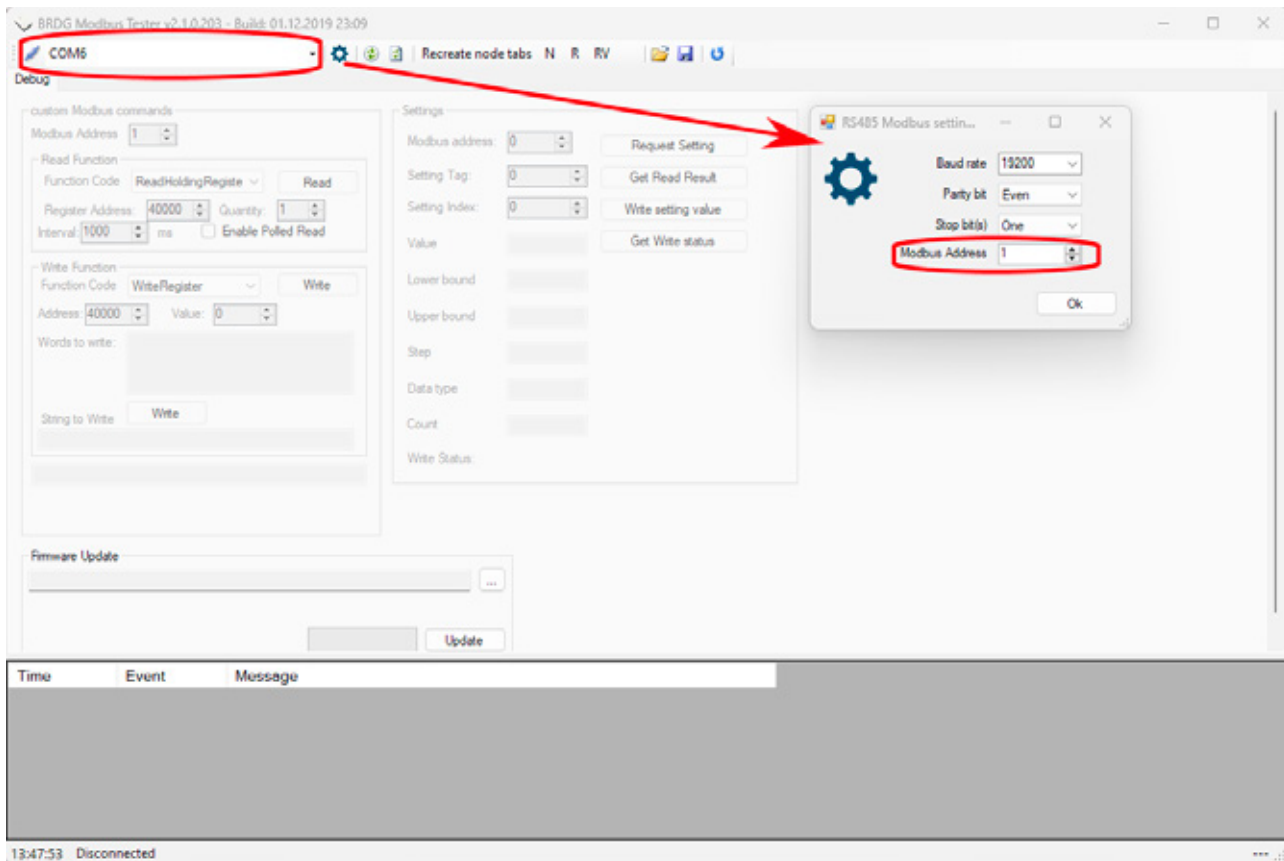 BRDG Modbus Tester v2.1.0.203 - Build: 01.12.2019 23:09
COM6
Recreate node tabs N R RV
Debug
custom Modbus commands
Modbus Address 1
Read Function
Function Code ReadHoldingRegiste Read
Register Address: 40000 Quantity: 1
Interval: 1000 ms Enable Polled Read
Write Function
Function Code WriteRegister Write
Address: 40000 Value: 0
Words to write:
String to Write Write
Settings
Modbus address: 0 Request Setting
Setting Tag: 0 Get Read Result
Setting Index: 0 Write setting value
Value Get Write status
Lower bound
Upper bound
Step
Data type
Count
Write Status:
RS485 Modbus settin...
Baud rate 19200
Party bit Even
Stop bit(s) One
Modbus Address 1
Ok
Firmware Update
...
Update
Time Event Message
13:47:53 Disconnected